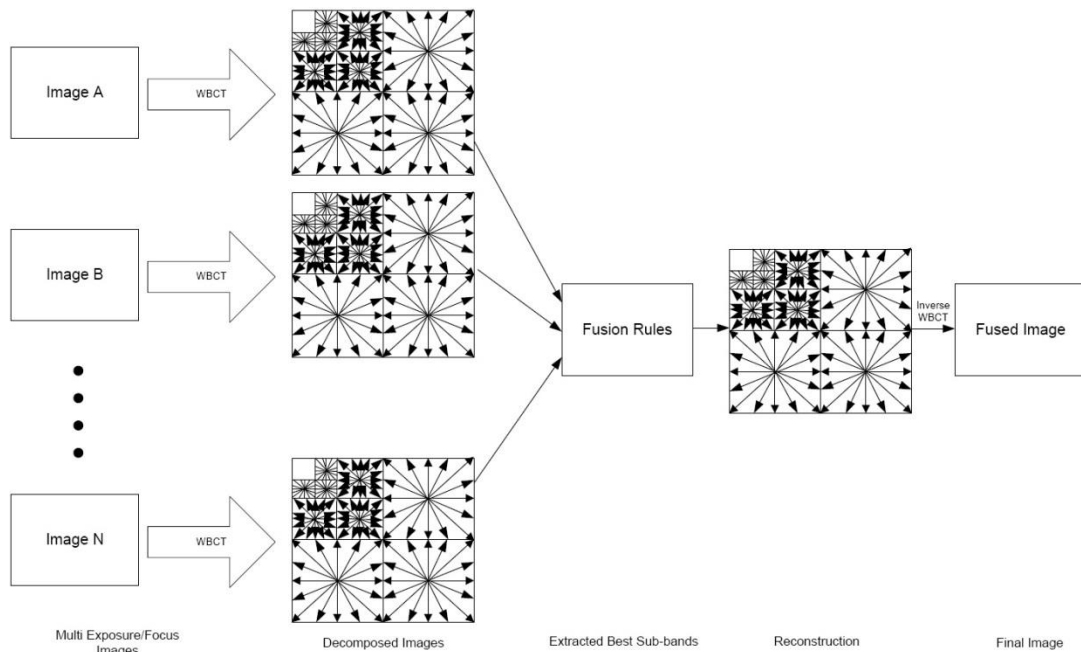 Image A
WBCT
Image B
WBCT
Image N
WBCT
Fusion Rules
Inverse
WBCT
Fused Image
Multi Exposure/Focus
Images
Decomposed Images
Extracted Best Sub-bands
Reconstruction
Final Image